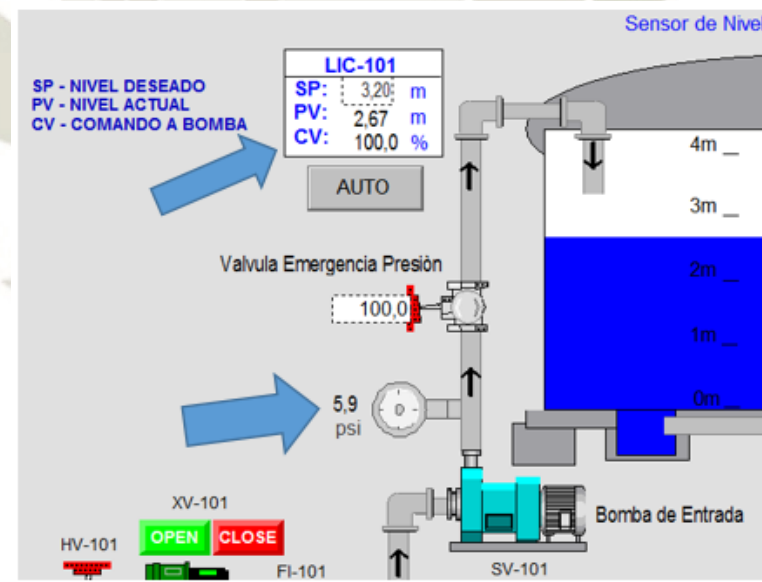 Sensor de Nivel
LIC-101
SP: 3,20 m
PV: 2,67 m
CV: 100,0 %
SP - NIVEL DESEADO
PV - NIVEL ACTUAL
CV - COMANDO A BOMBA
AUTO
4m
3m
2m
1m
0m
Valvula Emergencia Presiòn
100,0
5,9
psi
Bomba de Entrada
XV-101
OPEN CLOSE
HV-101
FI-101
SV-101